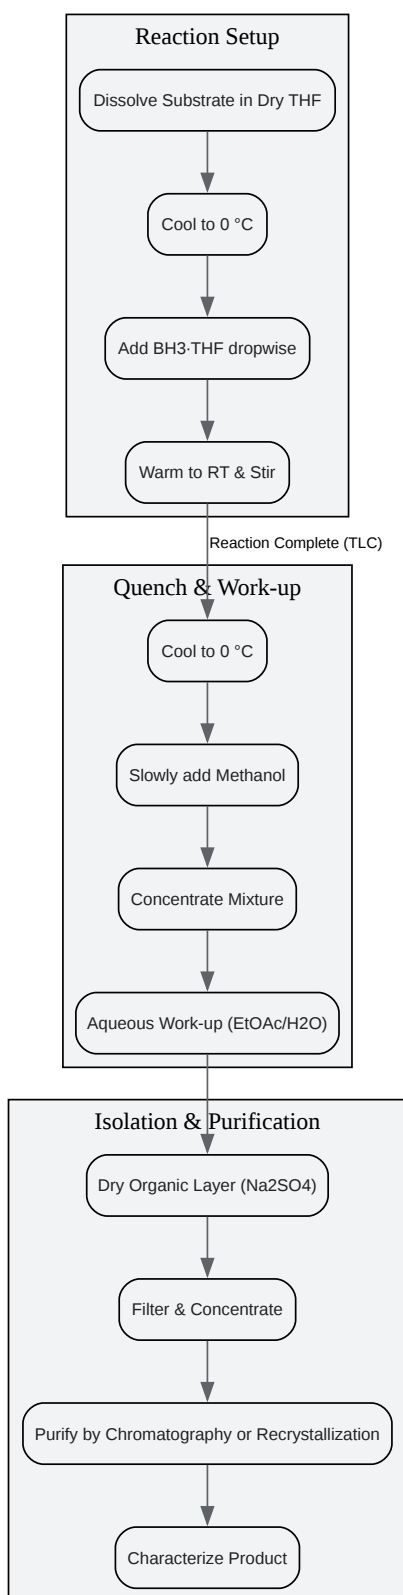 Reaction Setup
Dissolve Substrate in Dry THF
Cool to 0 °C
Add BH3·THF dropwise
Warm to RT & Stir
Reaction Complete (TLC)
Quench & Work-up
Cool to 0 °C
Slowly add Methanol
Concentrate Mixture
Aqueous Work-up (EtOAc/H2O)
Isolation & Purification
Dry Organic Layer (Na2SO4)
Filter & Concentrate
Purify by Chromatography or Recrystallization
Characterize Product